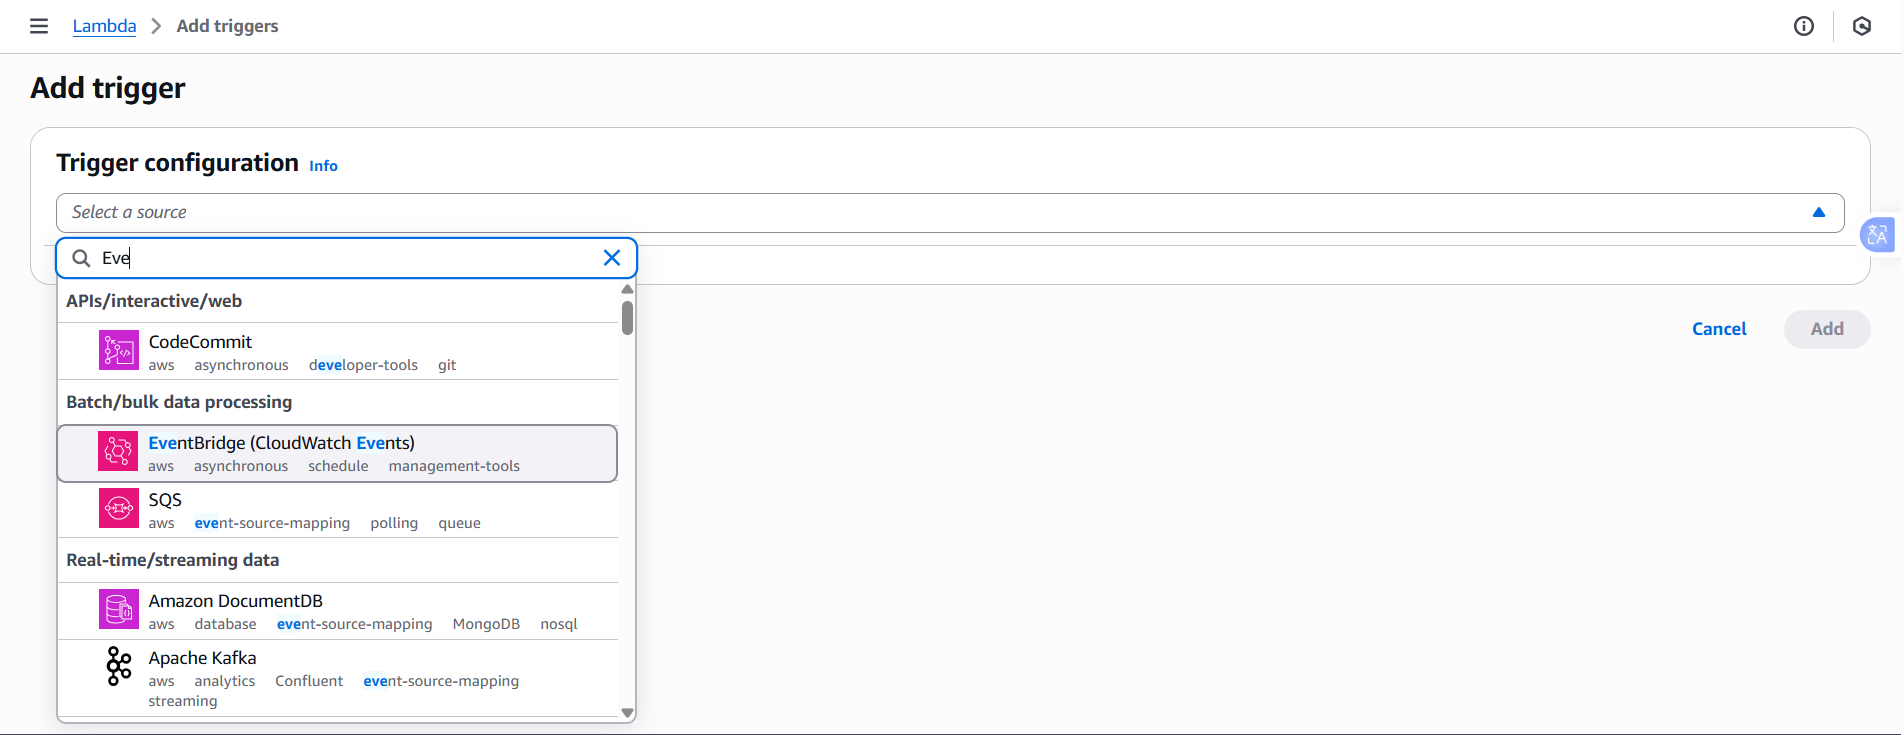 Lambda > Add triggers
Add trigger
Trigger configuration Info
Select a source
Eve
APIs/interactive/web
CodeCommit
aws asynchronous developer-tools git
Batch/bulk data processing
EventBridge (CloudWatch Events)
aws asynchronous schedule management-tools
SQS
aws event-source-mapping polling queue
Real-time/streaming data
Amazon DocumentDB
aws database event-source-mapping MongoDB nosql
Apache Kafka
aws analytics Confluent event-source-mapping
streaming
Cancel Add
文A